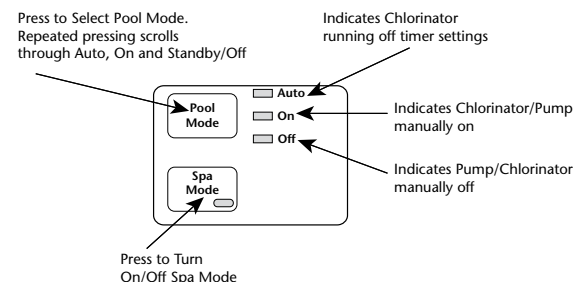 Press to Select Pool Mode.
Repeated pressing scrolls
through Auto, On and Standby/Off
Indicates Chlorinator
running off timer settings
Pool
Mode
Auto
On
Off
Indicates Chlorinator/Pump
manually on
Indicates Pump/Chlorinator
manually off
Spa
Mode
Press to Turn
On/Off Spa Mode